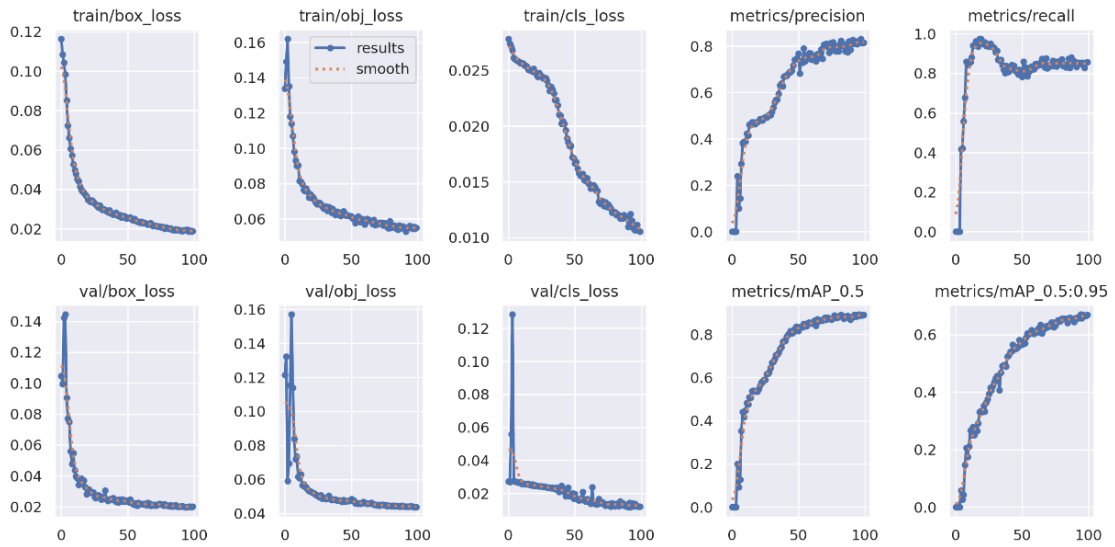 train/box_loss
train/obj_loss
train/cls_loss
metrics/precision
metrics/recall
0.12
0.10
0.08
0.06
0.04
0.02
0 50 100
0.16
0.14
0.12
0.10
0.08
0.06
0 50 100
results
smooth
0.025
0.020
0.015
0.010
0 50 100
0.8
0.6
0.4
0.2
0.0
0 50 100
1.0
0.8
0.6
0.4
0.2
0.0
0 50 100
val/box_loss
val/obj_loss
val/cls_loss
metrics/mAP_0.5
metrics/mAP_0.5:0.95
0.14
0.12
0.10
0.08
0.06
0.04
0.02
0 50 100
0.16
0.14
0.12
0.10
0.08
0.06
0.04
0 50 100
0.12
0.10
0.08
0.06
0.04
0.02
0 50 100
0.8
0.6
0.4
0.2
0.0
0 50 100
0.6
0.4
0.2
0.0
0 50 100